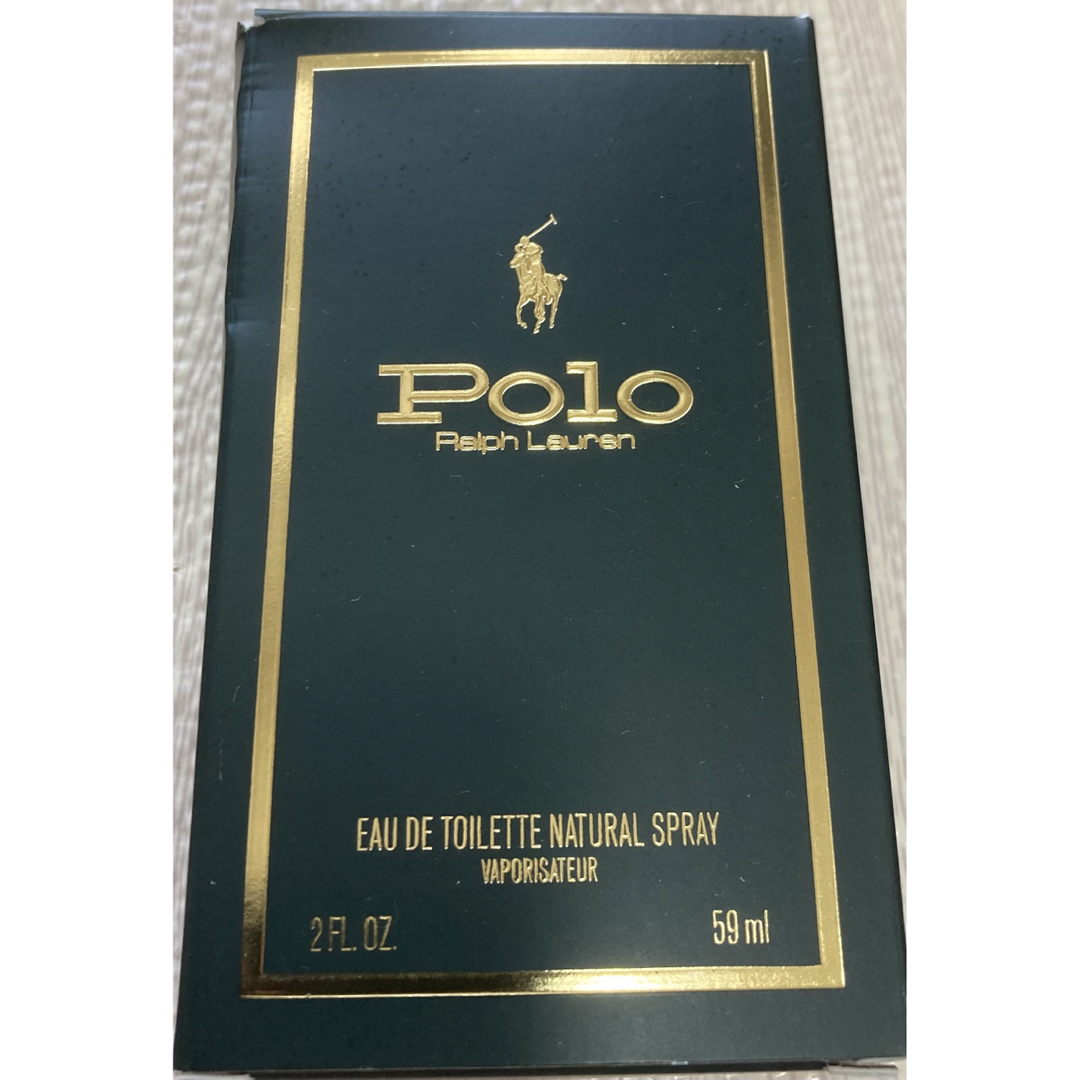 Polo
Ralph Lauren
EAU DE TOILETTE NATURAL SPRAY
VAPORISATEUR
2 FL. OZ.
59 ml